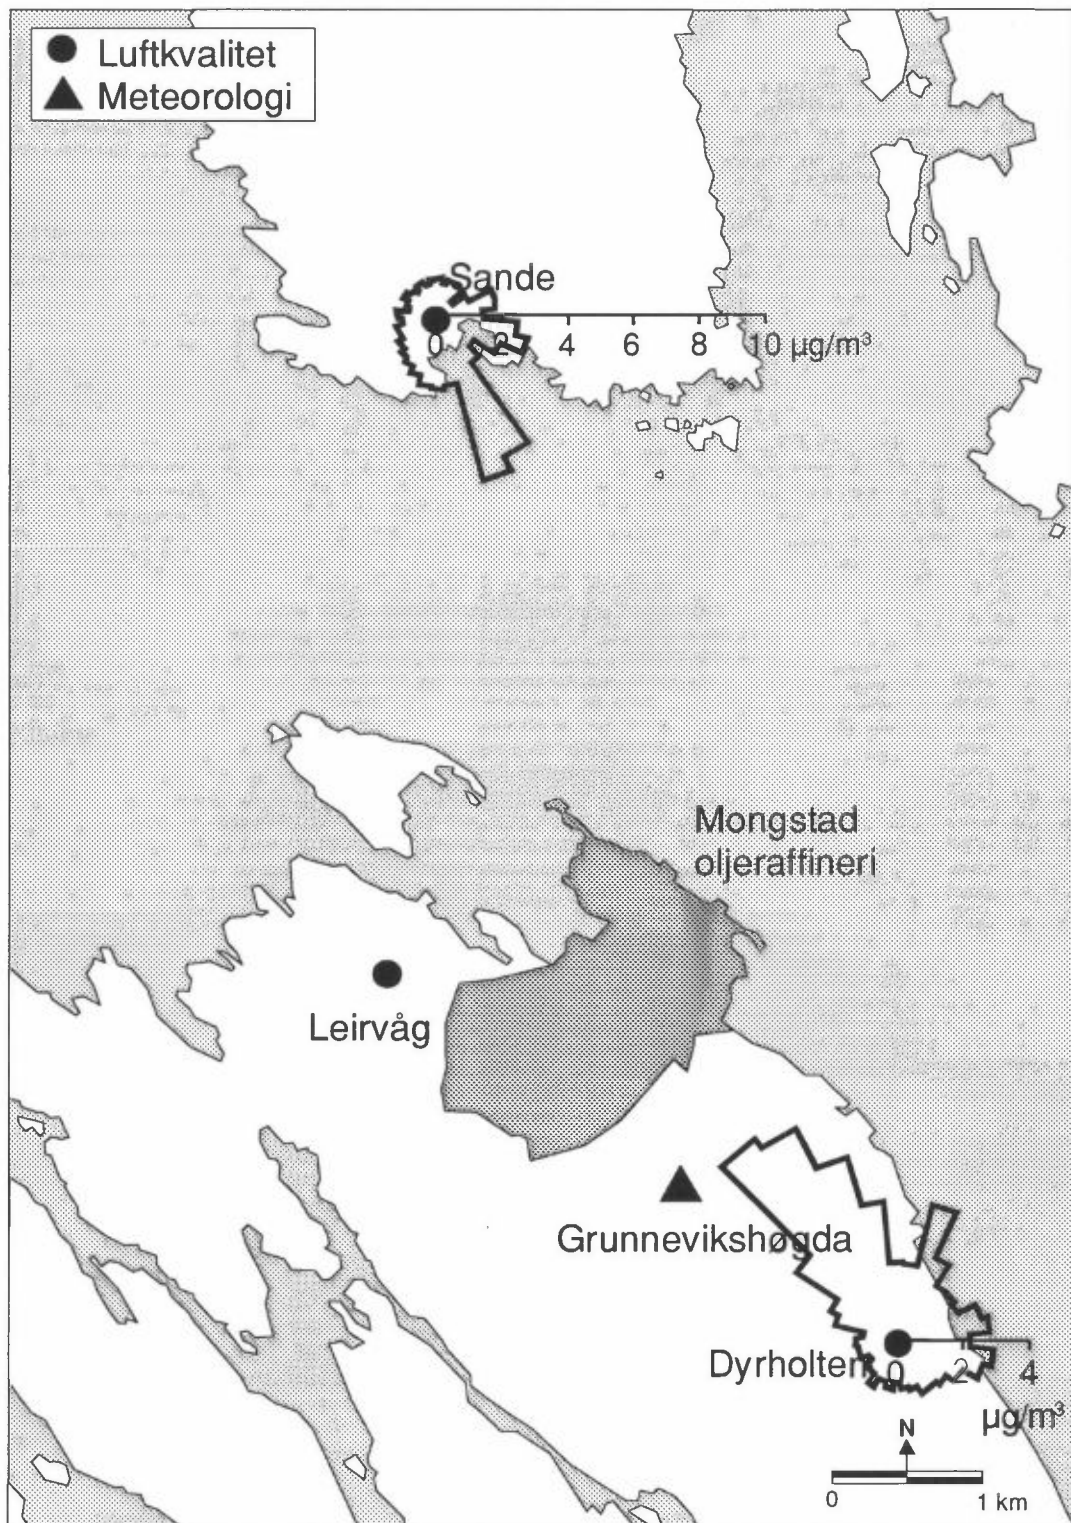 Luftkvalitet
Meteorologi
Sande
0 2 4 6 8 10 µg/m³
Mongstad
oljeraffineri
Leirvåg
Grunnevikshøgda
Dyrholten 0 2 4
µg/m³
N
0 1 km